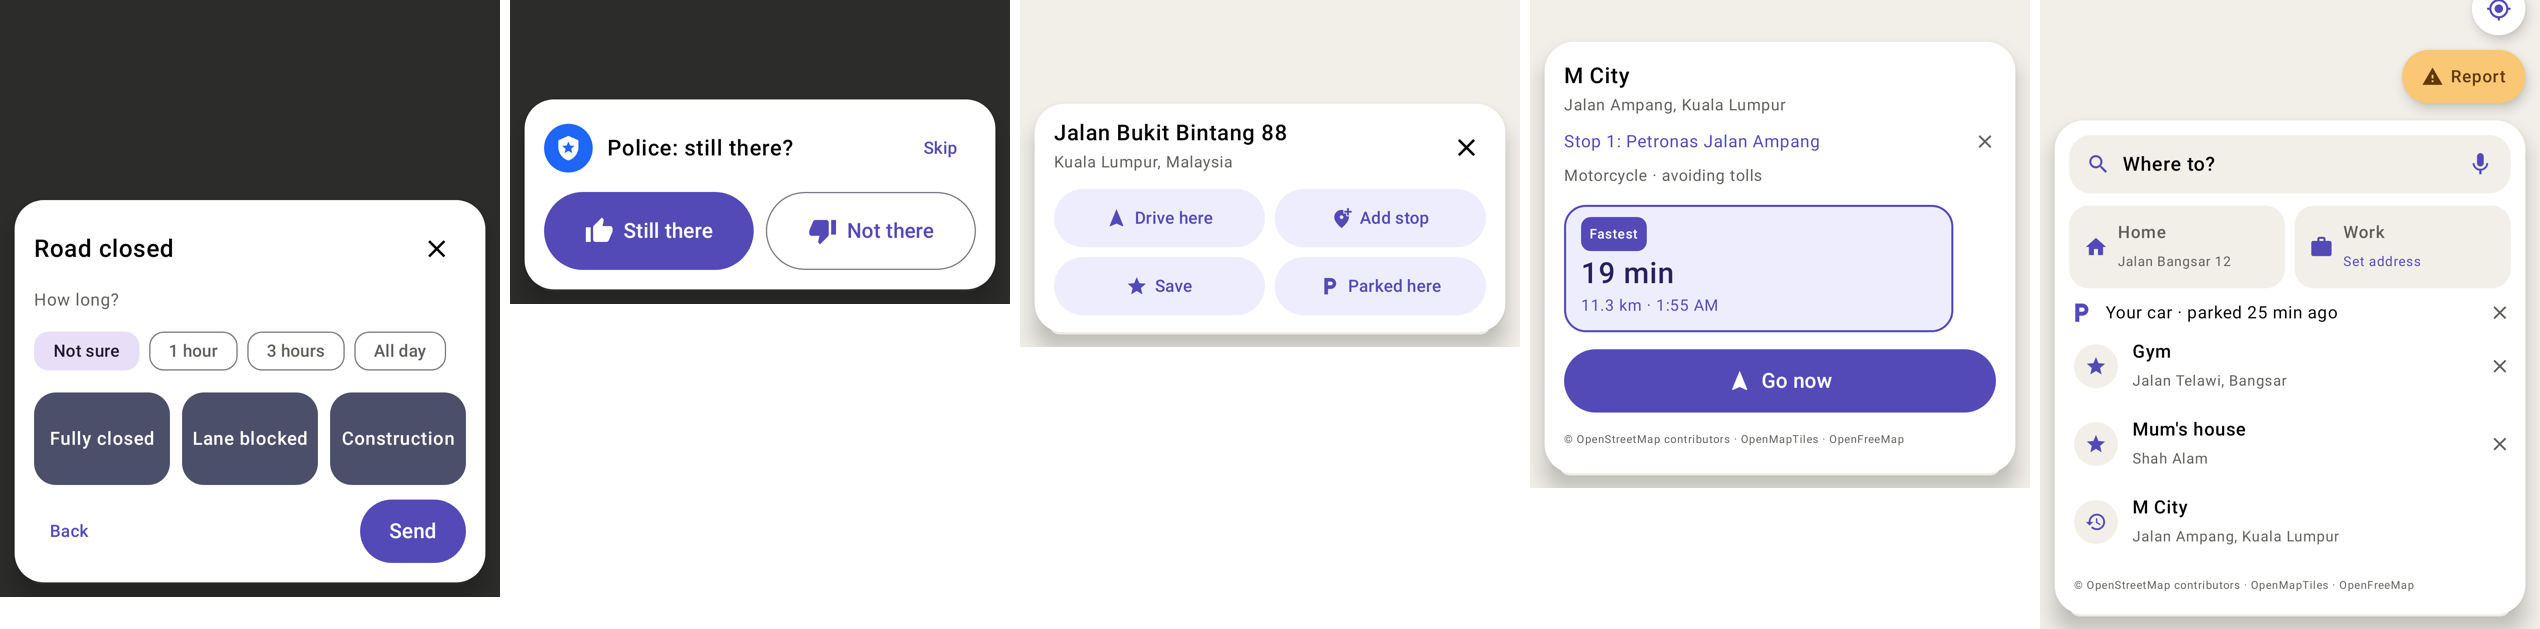 Road closed
How long?
Not sure
1 hour
3 hours
All day
Fully closed
Lane blocked
Construction
Back
Send
Police: still there?
Skip
Still there
Not there
Jalan Bukit Bintang 88
Kuala Lumpur, Malaysia
Drive here
Add stop
Save
P Parked here
M City
Jalan Ampang, Kuala Lumpur
Stop 1: Petronas Jalan Ampang
Motorcycle · avoiding tolls
Fastest
19 min
11.3 km · 1:55 AM
Go now
© OpenStreetMap contributors · OpenMapTiles · OpenFreeMap
Report
Where to?
Home
Jalan Bangsar 12
Work
Set address
P Your car · parked 25 min ago
Gym
Jalan Telawi, Bangsar
Mum's house
Shah Alam
M City
Jalan Ampang, Kuala Lumpur
© OpenStreetMap contributors · OpenMapTiles · OpenFreeMap